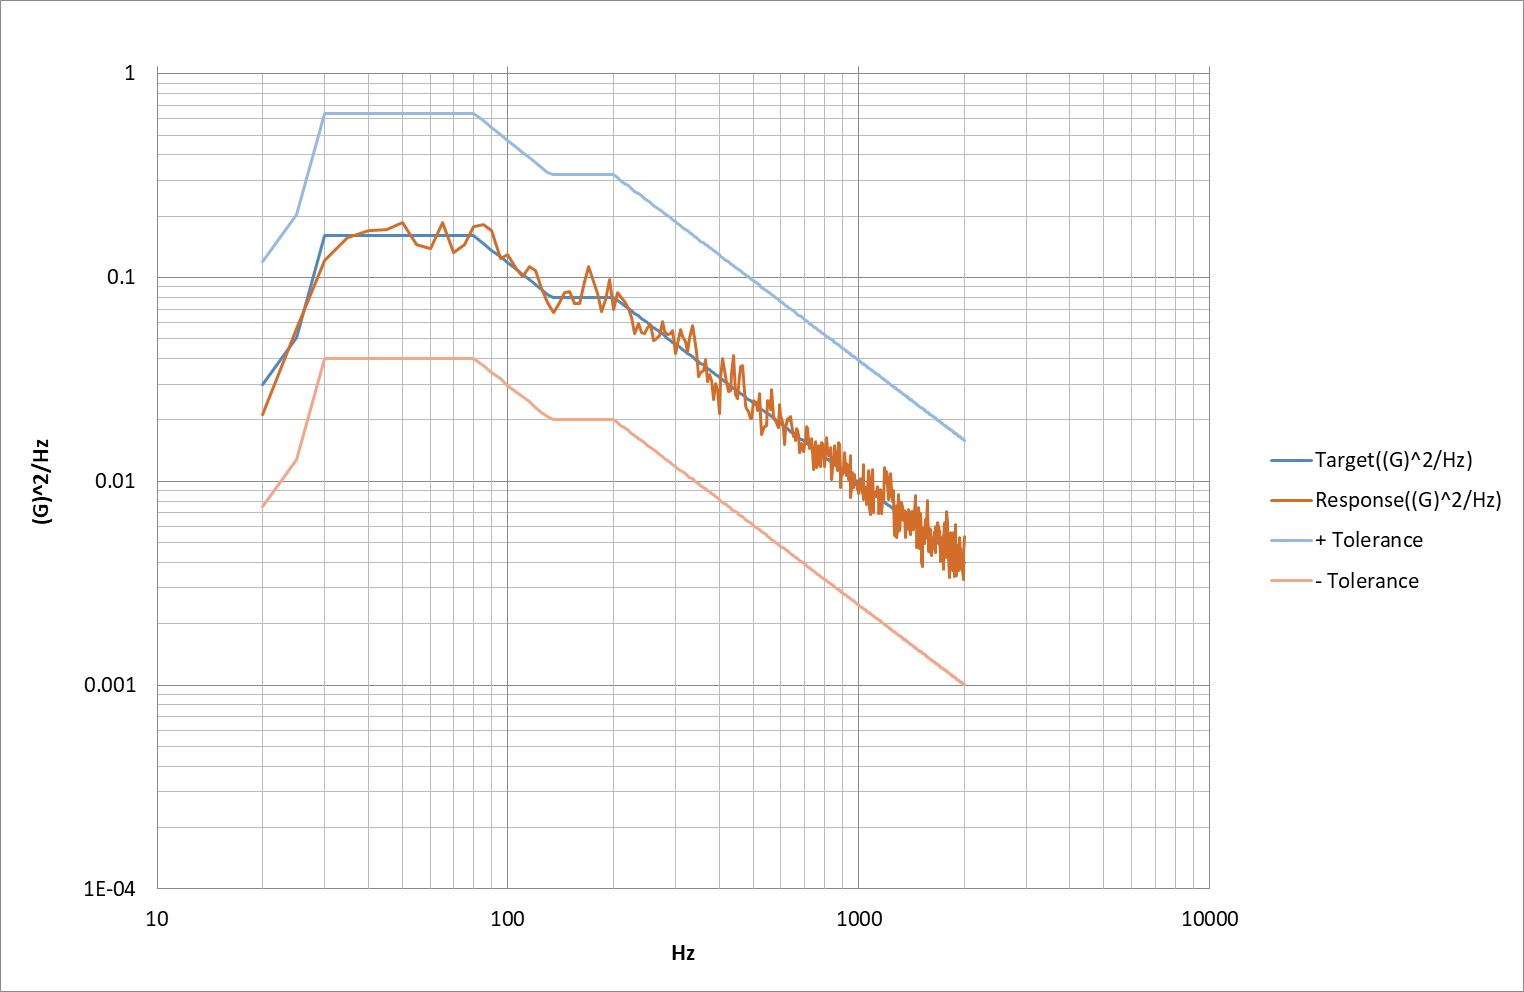 1
0.1
0.01
0.001
1E-04
10
100
1000
10000
Hz
(G)^2/Hz
Target((G)^2/Hz)
Response((G)^2/Hz)
+ Tolerance
- Tolerance